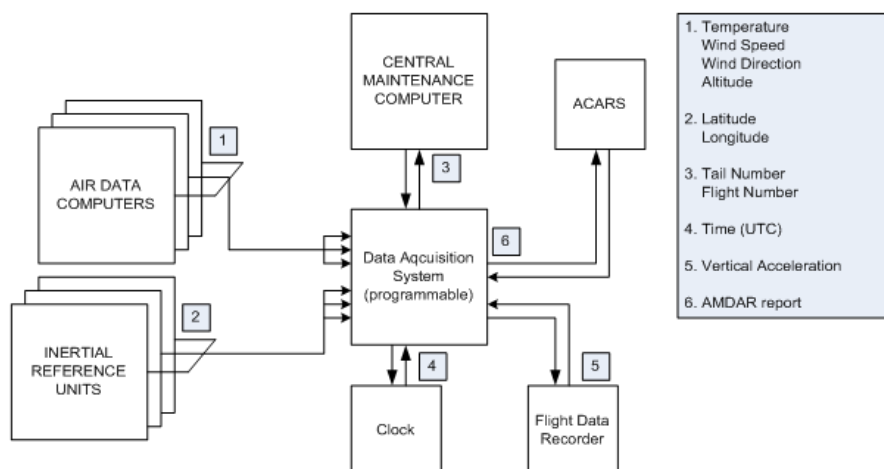 CENTRAL
MAINTENANCE
COMPUTER
ACARS
1
AIR DATA
COMPUTERS
3
Data Aqcuisition
System
(programmable)
6
2
INERTIAL
REFERENCE
UNITS
4
5
Clock
Flight Data
Recorder
1. Temperature
Wind Speed
Wind Direction
Altitude
2. Latitude
Longitude
3. Tail Number
Flight Number
4. Time (UTC)
5. Vertical Acceleration
6. AMDAR report